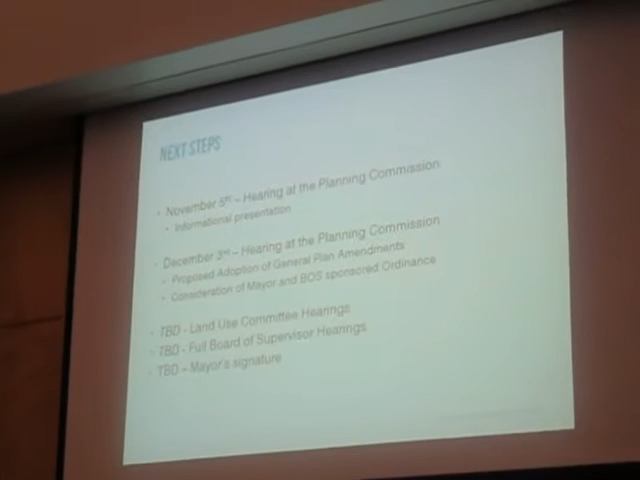 NEXT STEPS
• November 5th – Hearing at the Planning Commission
• Informational presentation
• December 3rd – Hearing at the Planning Commission
• Proposed Adoption of General Plan Amendments
• Consideration of Mayor and BOS sponsored Ordinance
• TBD - Land Use Committee Hearings
• TBD - Full Board of Supervisor Hearings
• TBD – Mayor's signature